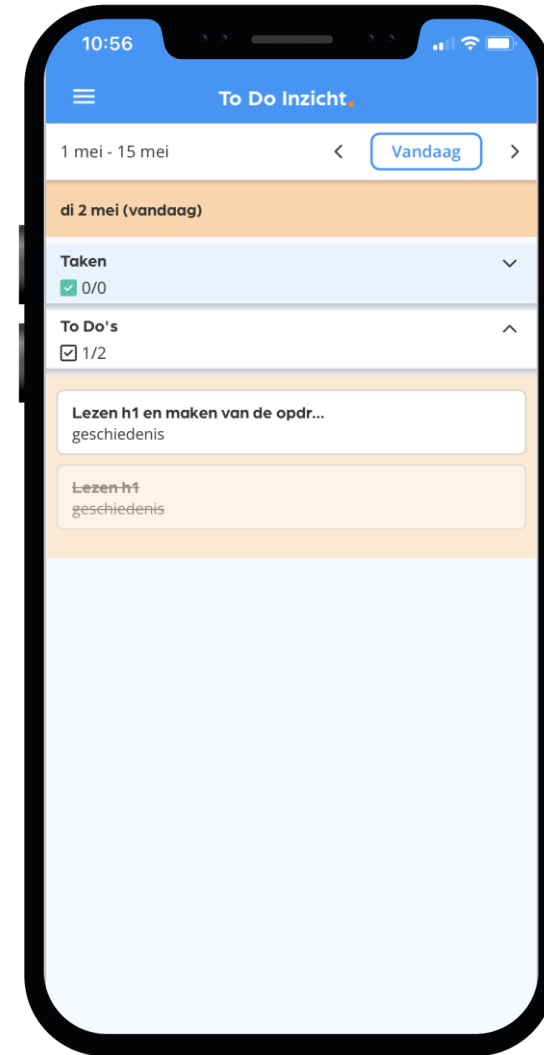 10:56
To Do Inzicht.
1 mei - 15 mei
Vandaag
di 2 mei (vandaag)
Taken
0/0
To Do's
1/2
Lezen h1 en maken van de opdr...
geschiedenis
Lezen h1
geschiedenis